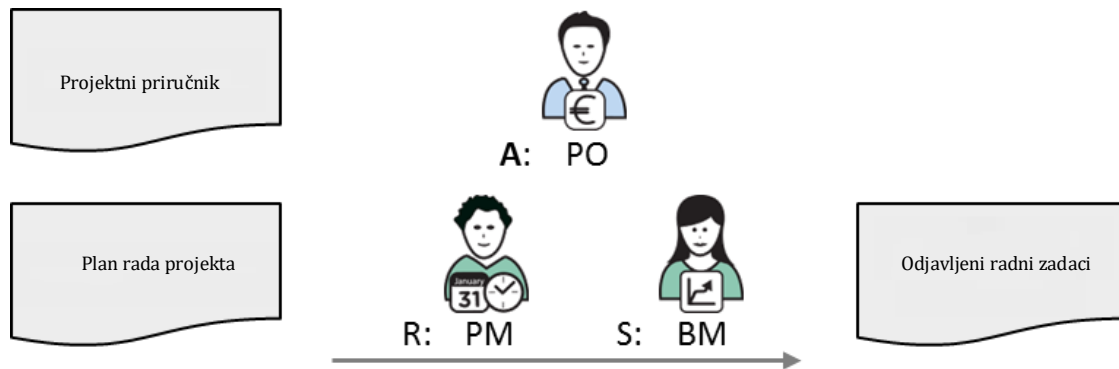 Projektni priručnik
€
A: PO
Plan rada projekta
January
31
Odjavljeni radni zadaci
R: PM
S: BM